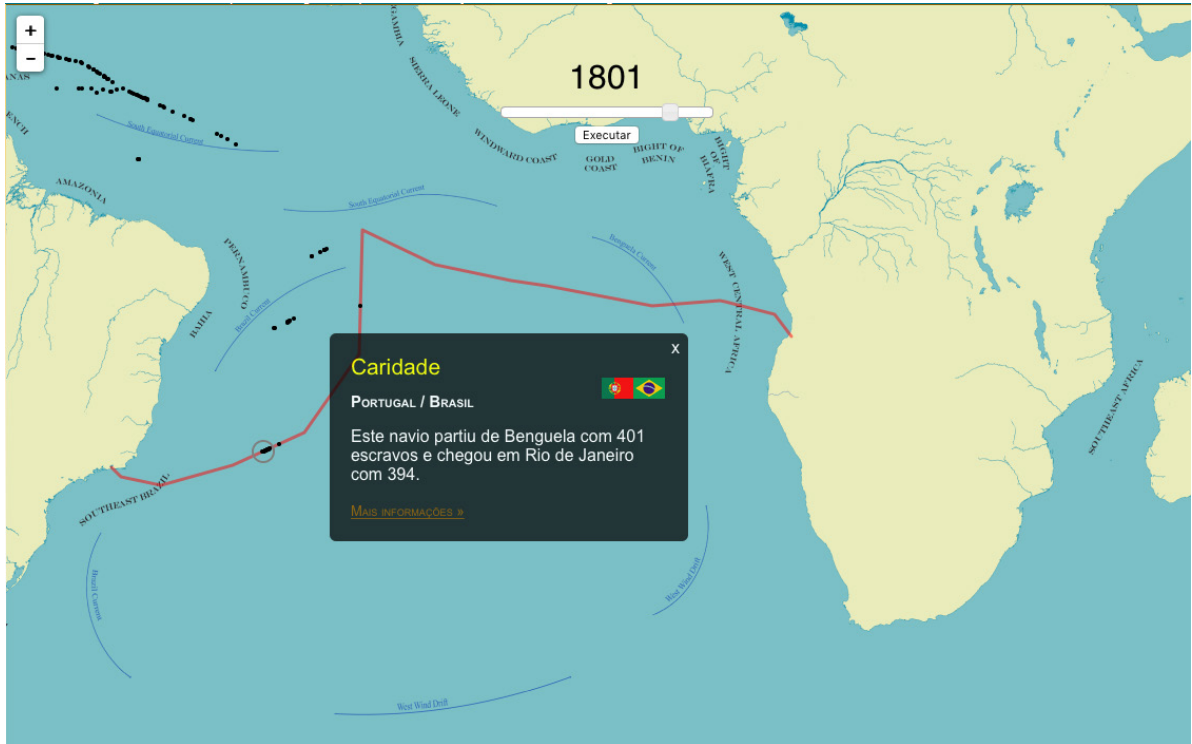 +
−
1801
Executar
GAMBIA
SIERRA LEONE
WINDWARD COAST
GOLD
COAST
BIGHT OF
BENIN
BIGHT
OF
BIAFRA
ANAS
ENCH
South Equatorial Current
AMAZONIA
South Equatorial Current
PERNAMBUCO
BAHIA
Brazil Current
Benguela Current
WEST CENTRAL AFRICA
SOUTHEAST AFRICA
x
Caridade
PORTUGAL / BRASIL
Este navio partiu de Benguela com 401
escravos e chegou em Rio de Janeiro
com 394.
MAIS INFORMAÇÕES »
SOUTHEAST BRAZIL
Brazil Current
West Wind Drift
West Wind Drift